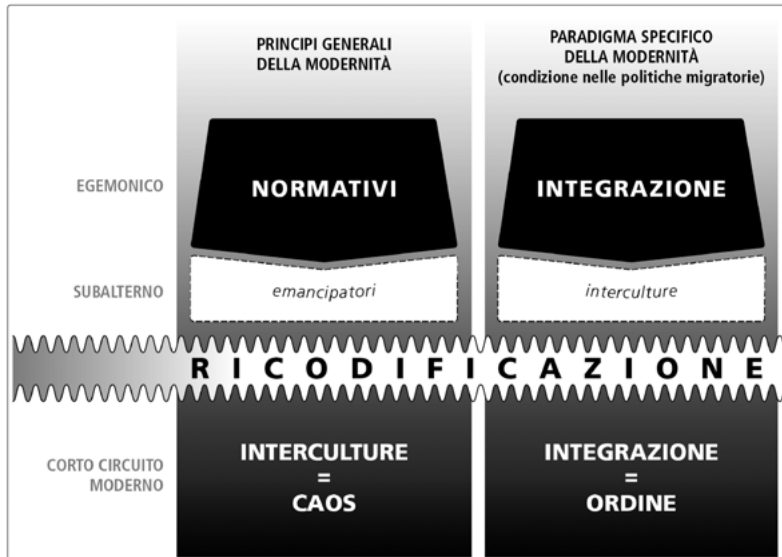 PRINCIPI GENERALI
DELLA MODERNITÀ
PARADIGMA SPECIFICO
DELLA MODERNITÀ
(condizione nelle politiche migratorie)
EGEMONICO
NORMATIVI
INTEGRAZIONE
SUBALTERNO
emancipatori
interculture
RICODIFICAZIONE
CORTO CIRCUITO
MODERNO
INTERCULTURE
=
CAOS
INTEGRAZIONE
=
ORDINE